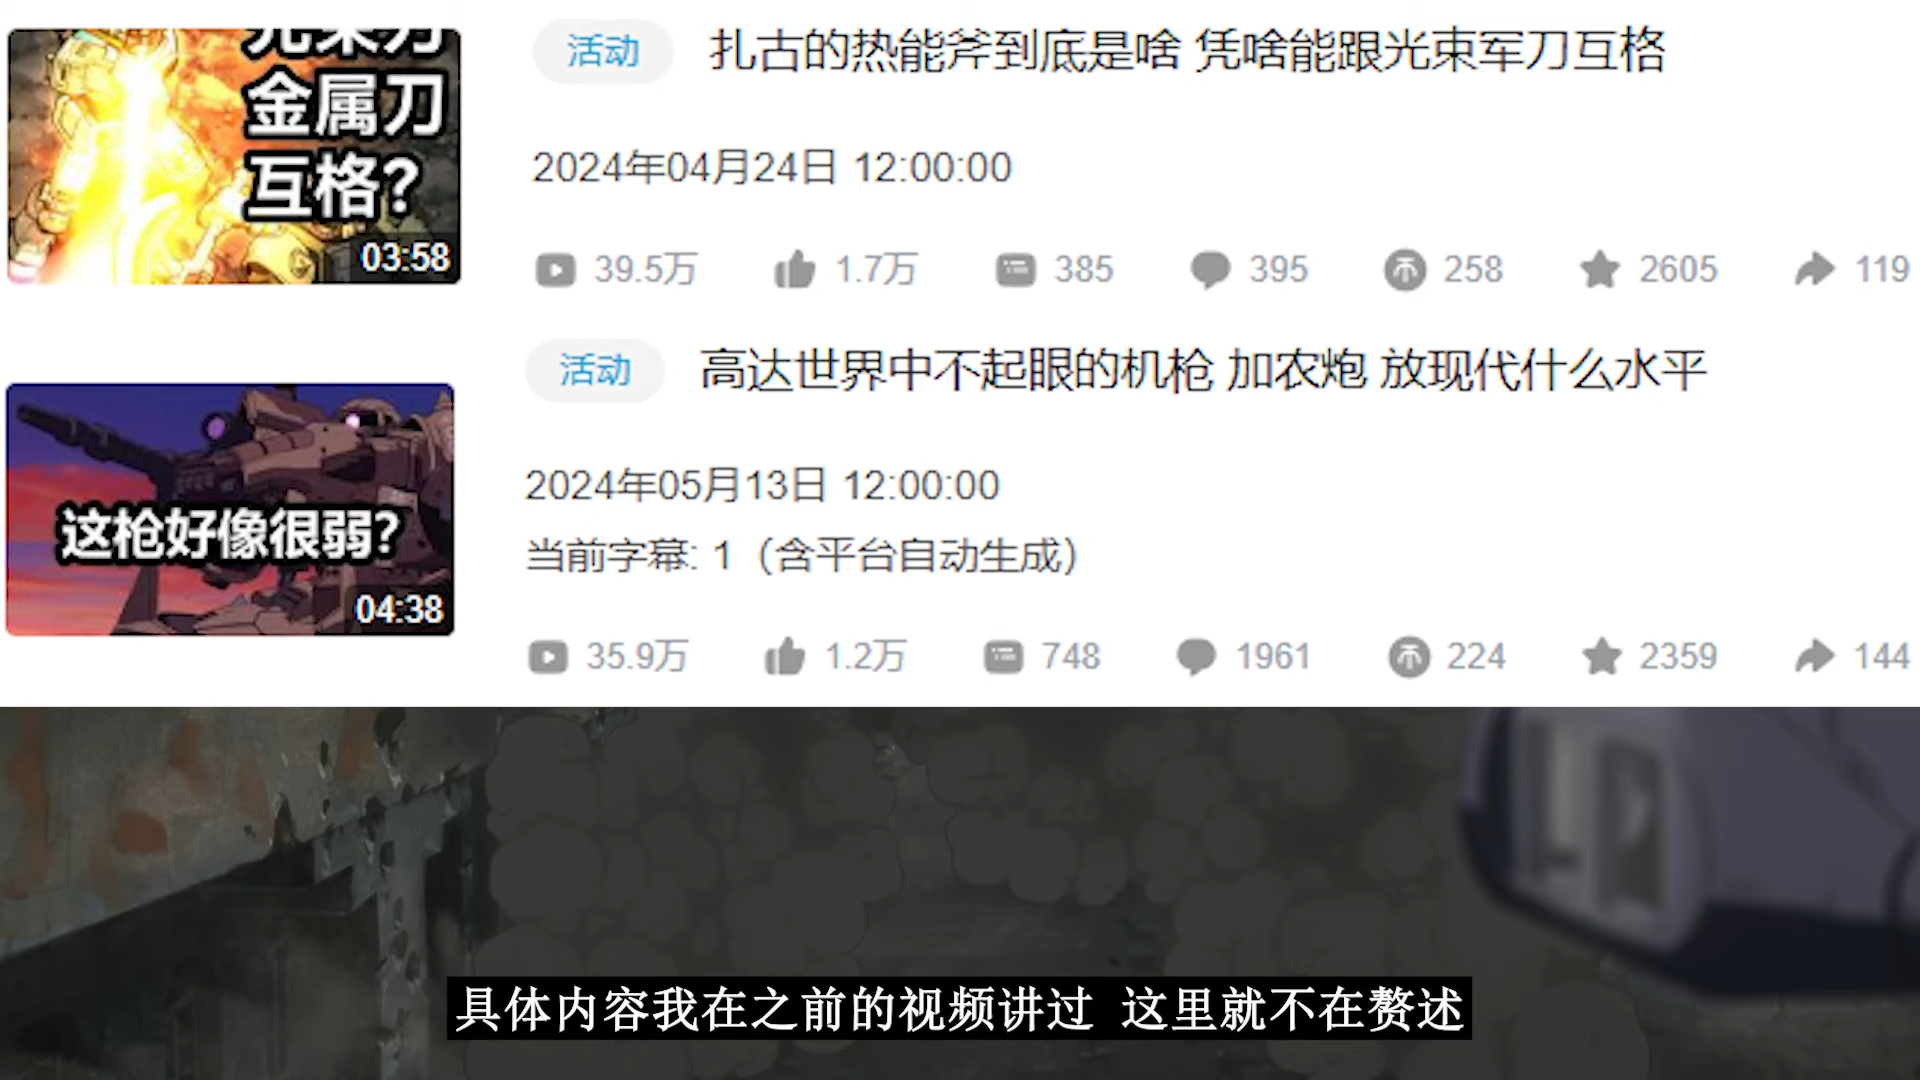 光束刀
金属刀
互格?
03:58
活动 扎古的热能斧到底是啥 凭啥能跟光束军刀互格
2024年04月24日 12:00:00
39.5万 1.7万 385 395 258 2605 119
这枪好像很弱?
04:38
活动 高达世界中不起眼的机枪 加农炮 放现代什么水平
2024年05月13日 12:00:00
当前字幕: 1（含平台自动生成）
35.9万 1.2万 748 1961 224 2359 144
具体内容我在之前的视频讲过 这里就不在赘述